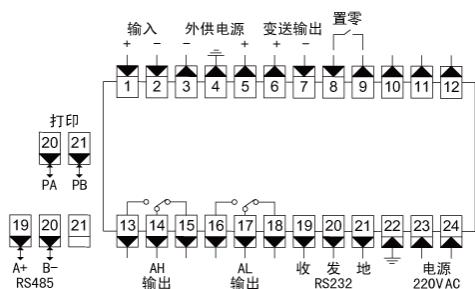 输入 外供电源 变送输出 置零
+ − − + + −
1 2 3 4 5 6 7 8 9 10 11 12
打印
20 21
PA PB
19 20 21
A+ B−
RS485
13 14 15 16 17 18 19 20 21 22 23 24
AH AL 收 发 地 电源
输出 输出 RS232 220VAC